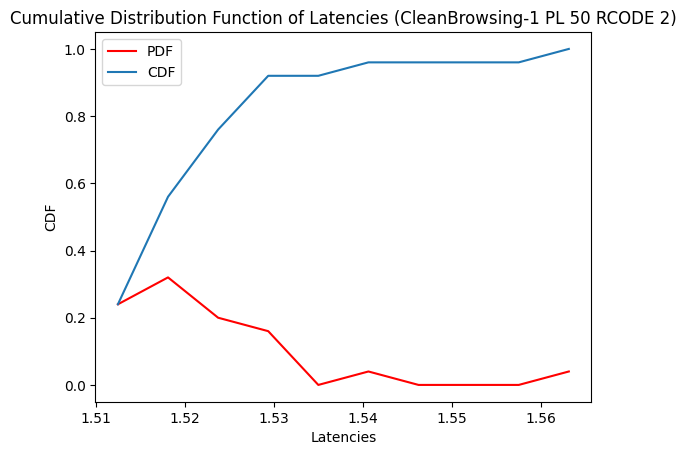 Cumulative Distribution Function of Latencies (CleanBrowsing-1 PL 50 RCODE 2)
PDF
CDF
1.0
0.8
0.6
0.4
0.2
0.0
CDF
1.51 1.52 1.53 1.54 1.55 1.56
Latencies